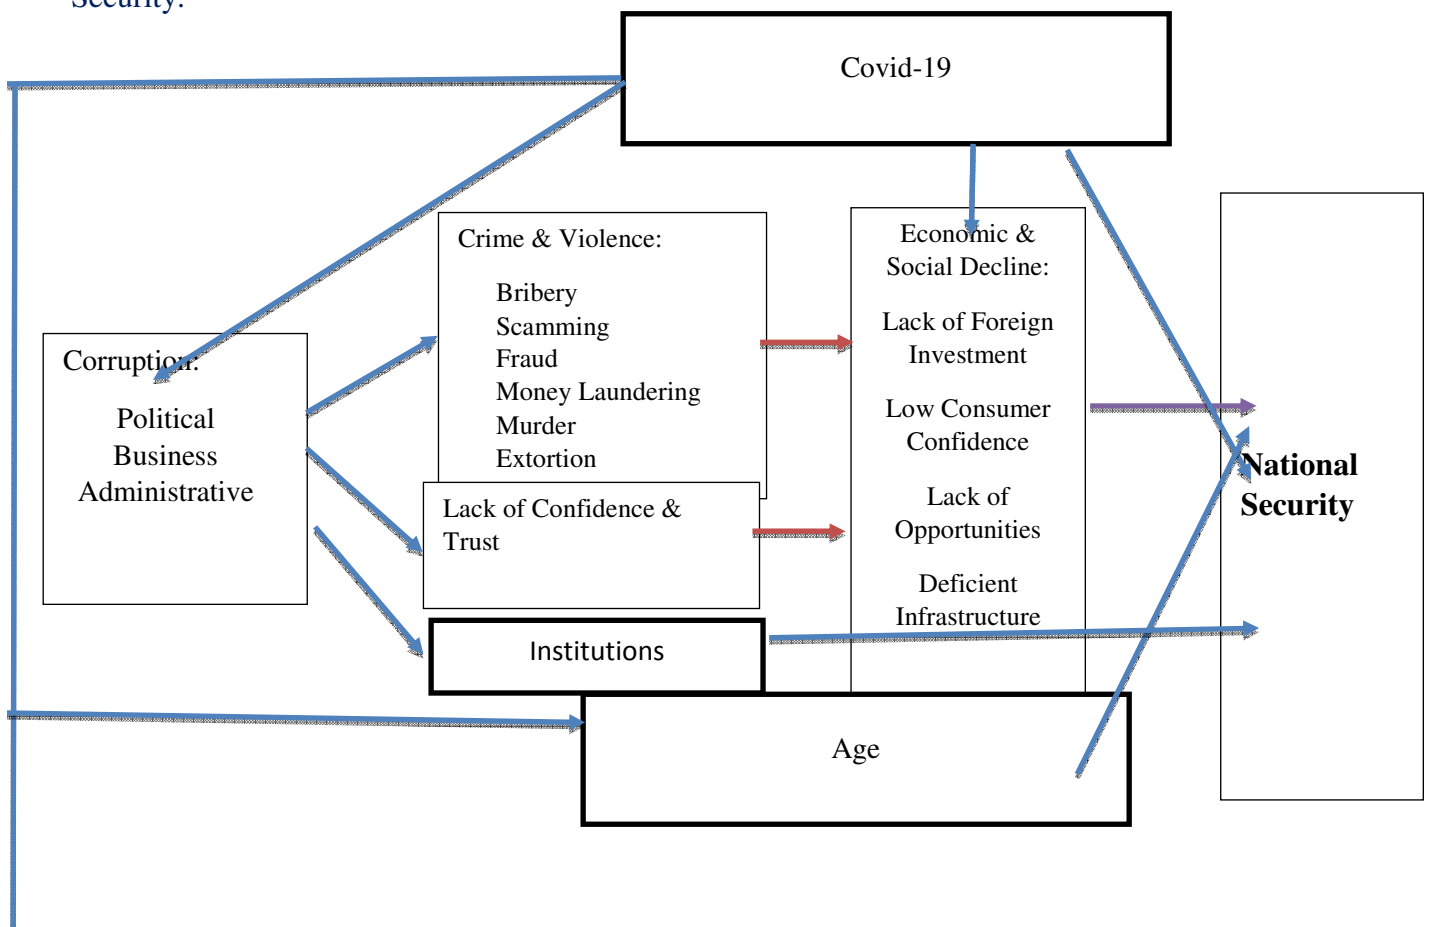 Security.
Covid-19
Crime & Violence:
Bribery
Scamming
Fraud
Money Laundering
Murder
Extortion
Economic &
Social Decline:
Lack of Foreign
Investment
Low Consumer
Confidence
Lack of
Opportunities
Deficient
Infrastructure
Corruption:
Political
Business
Administrative
Lack of Confidence &
Trust
National
Security
Institutions
Age